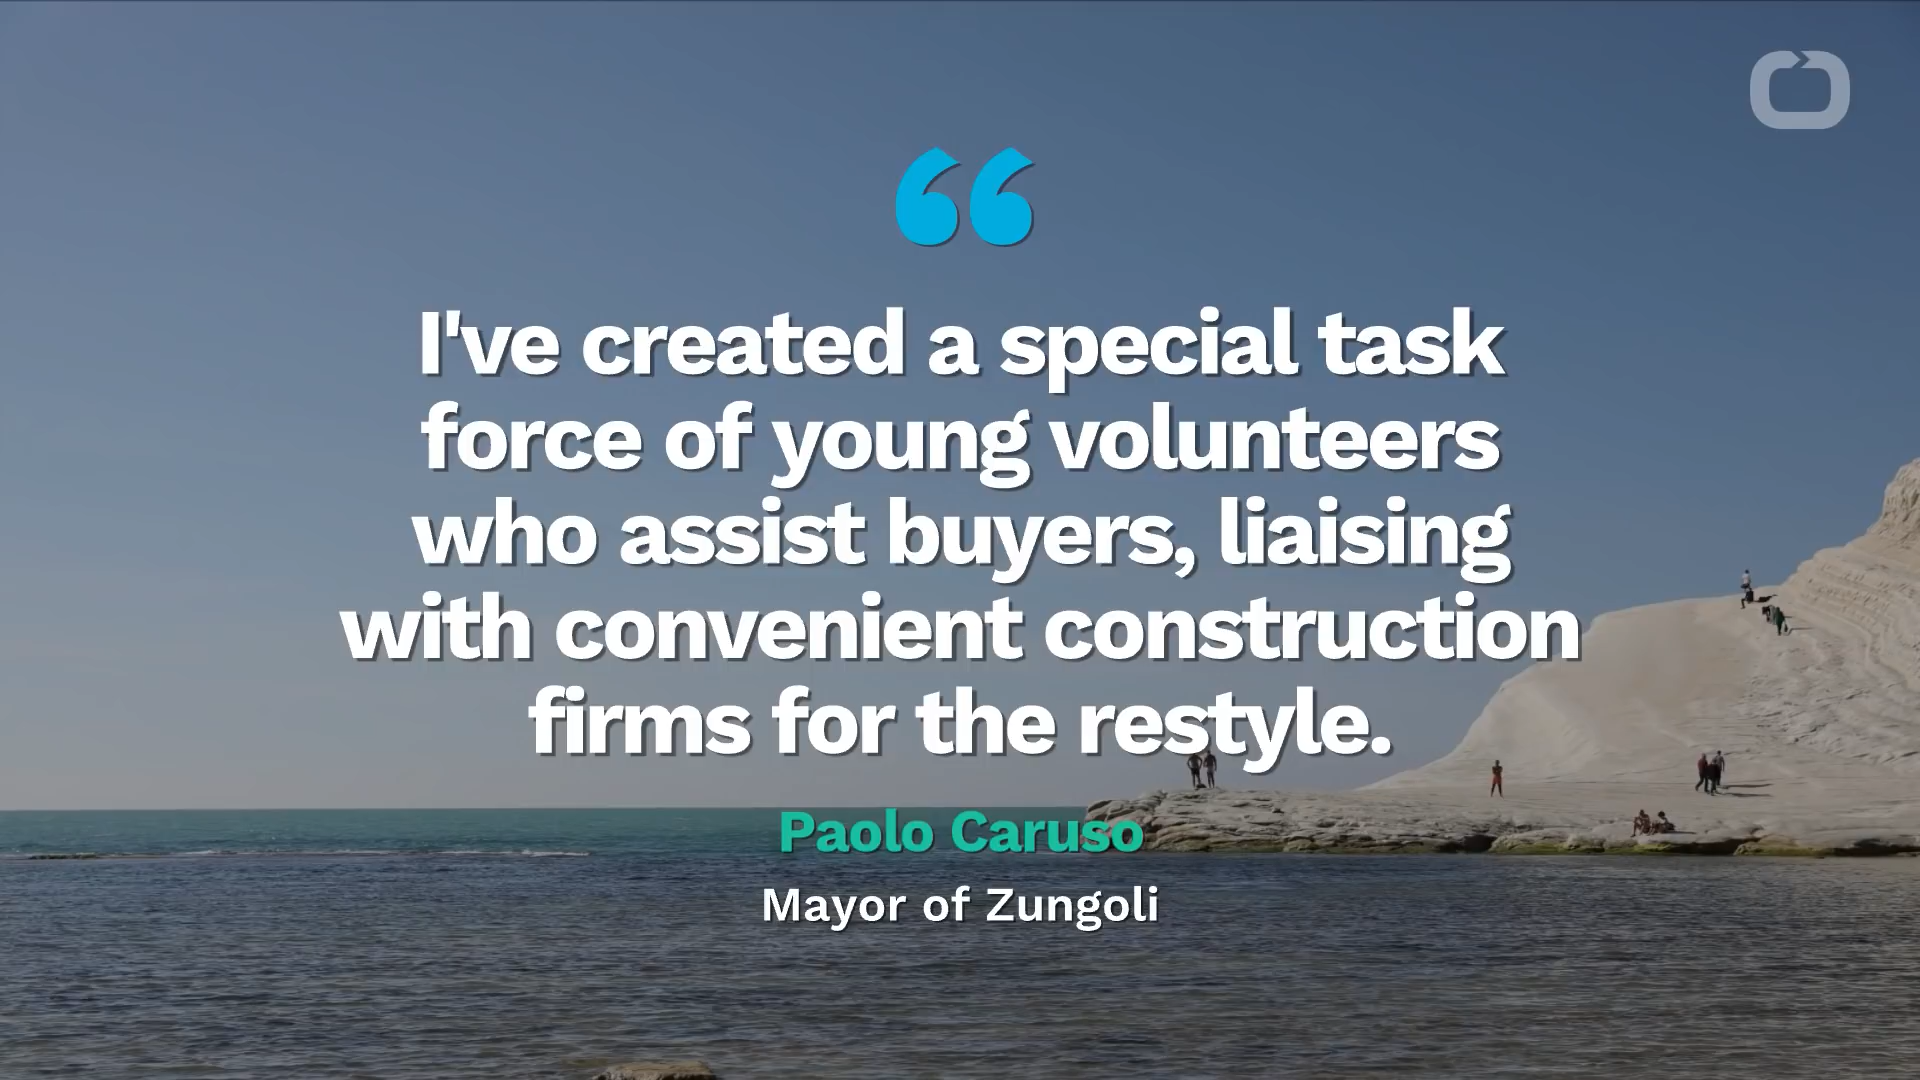 “
I've created a special task
force of young volunteers
who assist buyers, liaising
with convenient construction
firms for the restyle.
Paolo Caruso
Mayor of Zungoli